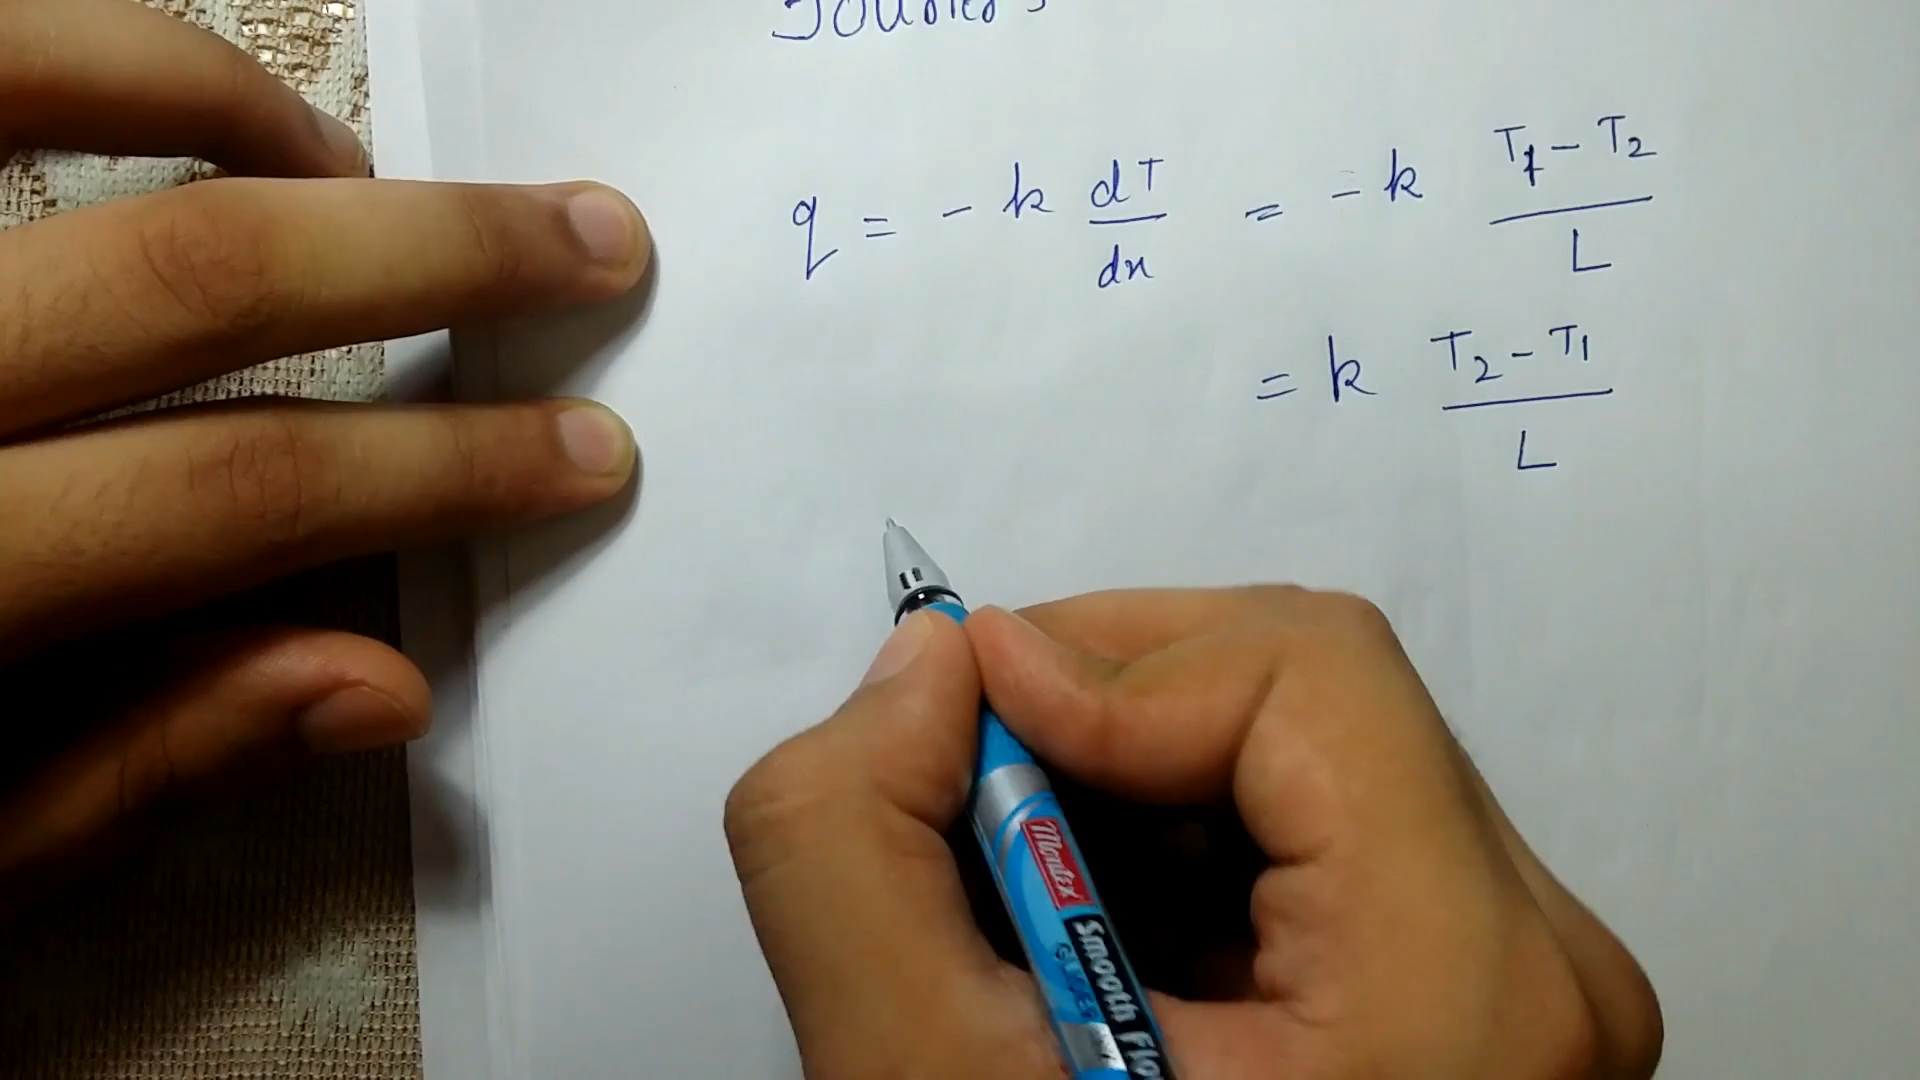 q = - k dT/dx = - k T1 - T2/L
= k T2 - T1/L
Montex
Smooth Flo